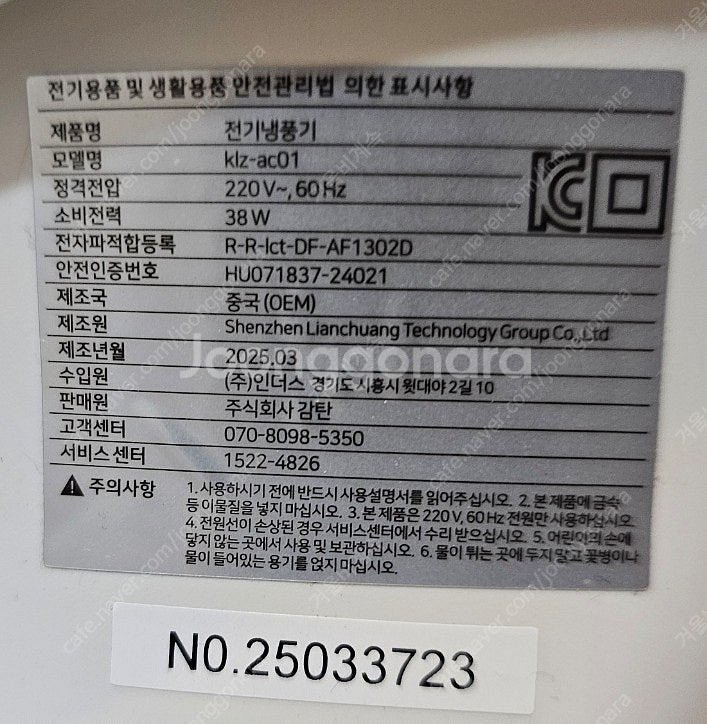 전기용품 및 생활용품 안전관리법 의한 표시사항
제품명 전기냉풍기
모델명 klz-ac01
정격전압 220 V~, 60 Hz
소비전력 38 W
전자파적합등록 R-R-lct-DF-AF1302D
안전인증번호 HU071837-24021
제조국 중국 (OEM)
제조원 Shenzhen Lianchuang Technology Group Co.,Ltd
제조년월 2025.03
수입원 (주)인더스 경기도 시흥시 윗대야 2길 10
판매원 주식회사 감탄
고객센터 070-8098-5350
서비스센터 1522-4826
주의사항 1. 사용하시기 전에 반드시 사용설명서를 읽어주십시오. 2. 본 제품에 금속
등 이물질을 넣지 마십시오. 3. 본 제품은 220 V, 60 Hz 전원만 사용하십시오.
4. 전원선이 손상된 경우 서비스센터에서 수리 받으십시오. 5. 어린이의 손에
닿지 않는 곳에서 사용 및 보관하십시오. 6. 물이 튀는 곳에 두지 말고 꽃병이나
물이 들어있는 용기를 얹지 마십시오.
KC
Joonggonara
NO.25033723
cafe.naver.com/joonggonara